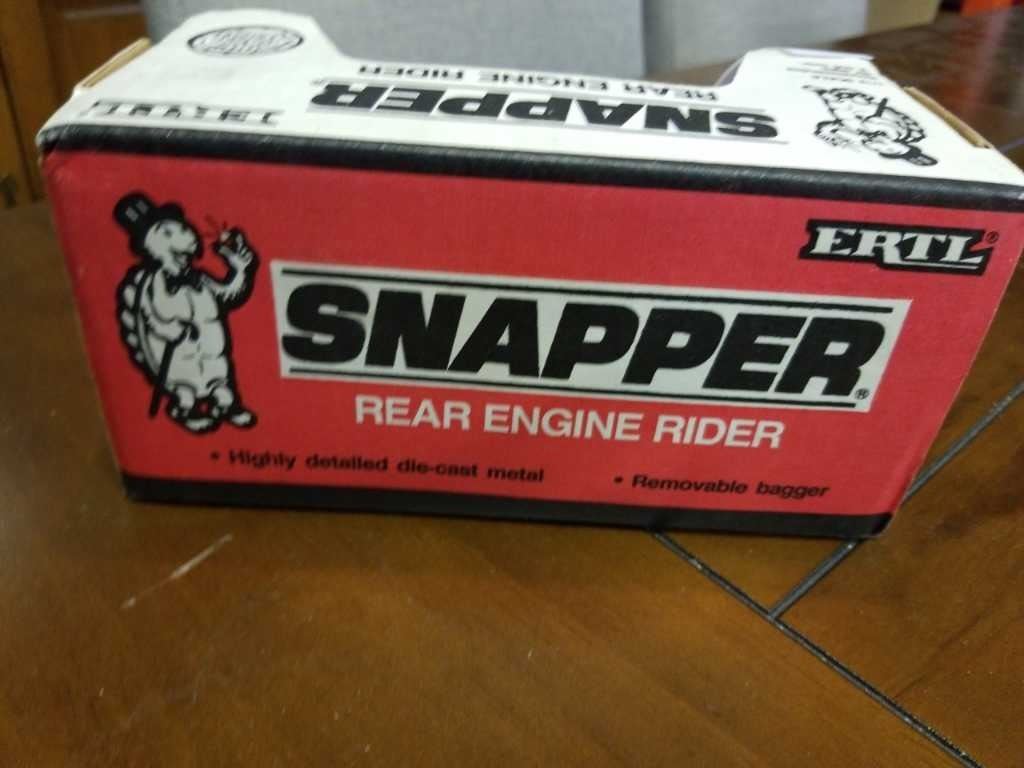 REAR ENGINE RIDER
SNAPPER
ERTL®
SNAPPER®
REAR ENGINE RIDER
• Highly detailed die-cast metal
• Removable bagger